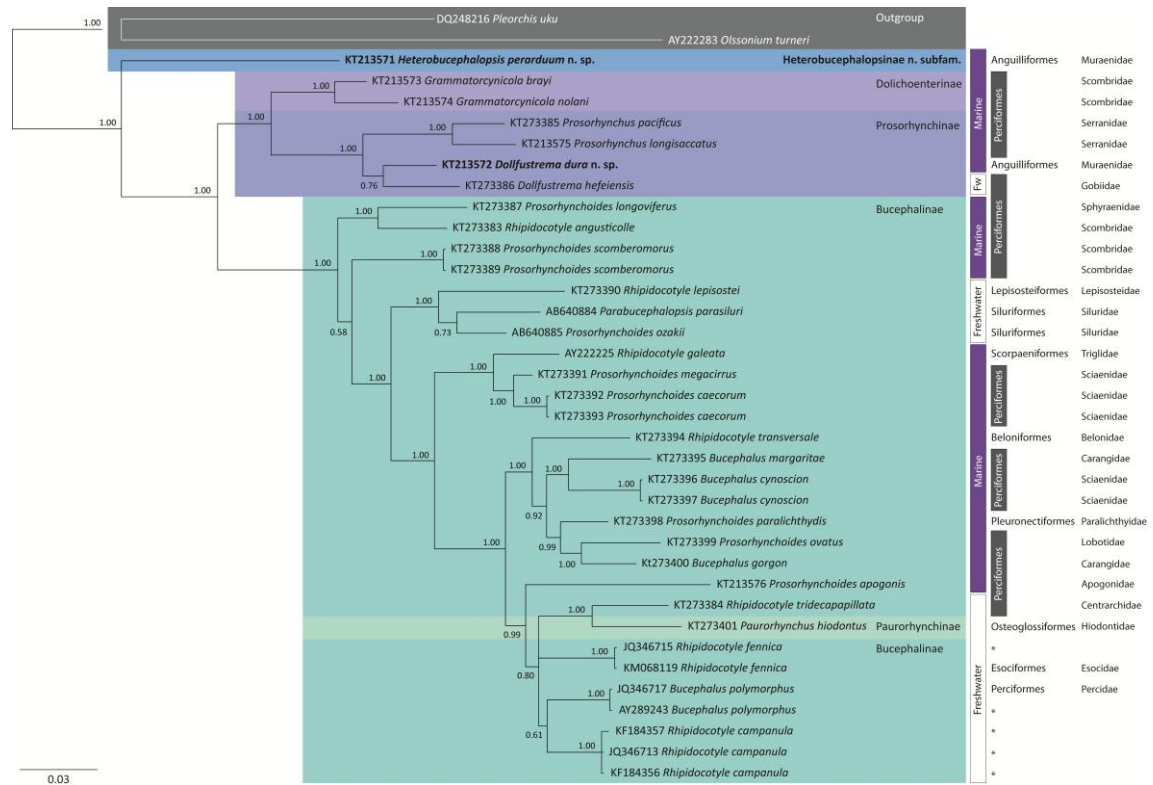 1.00 DQ248216 Pleorchis uku Outgroup
AY222283 Olssonium turneri
KT213571 Heterobucephalopsis perarduum n. sp. Heterobucephalopsinae n. subfam. Anguilliformes Muraenidae
1.00 KT213573 Grammatorcynicola brayi Dolichoenterinae Scombridae
KT213574 Grammatorcynicola nolani Scombridae
1.00 1.00 KT273385 Prosorhynchus pacificus Prosorhynchinae Marine Perciformes Serranidae
1.00 1.00 KT213575 Prosorhynchus longisaccatus Serranidae
KT213572 Dollfustrema dura n. sp. Anguilliformes Muraenidae
0.76 KT273386 Dollfustrema hefeiensis Fw Gobiidae
1.00 1.00 KT273387 Prosorhynchoides longoviferus Bucephalinae Sphyraenidae
KT273383 Rhipidocotyle angusticolle Marine Perciformes Scombridae
1.00 1.00 KT273388 Prosorhynchoides scomberomorus Scombridae
KT273389 Prosorhynchoides scomberomorus Scombridae
1.00 KT273390 Rhipidocotyle lepisostei Lepisosteiformes Lepisosteidae
0.58 AB640884 Parabucephalopsis parasiluri Freshwater Siluriformes Siluridae
0.73 AB640885 Prosorhynchoides ozakii Siluriformes Siluridae
1.00 AY222225 Rhipidocotyle galeata Scorpaeniformes Triglidae
1.00 KT273391 Prosorhynchoides megacirrus Sciaenidae
1.00 1.00 KT273392 Prosorhynchoides caecorum Perciformes Sciaenidae
KT273393 Prosorhynchoides caecorum Sciaenidae
KT273394 Rhipidocotyle transversale Beloniformes Belonidae
1.00 1.00 1.00 KT273395 Bucephalus margaritae Marine Carangidae
1.00 KT273396 Bucephalus cynoscion Perciformes Sciaenidae
KT273397 Bucephalus cynoscion Sciaenidae
0.92 KT273398 Prosorhynchoides paralichthydis Pleuronectiformes Paralichthyidae
1.00 0.99 KT273399 Prosorhynchoides ovatus Lobotidae
1.00 Kt273400 Bucephalus gorgon Perciformes Carangidae
KT213576 Prosorhynchoides apogonis Apogonidae
1.00 KT273384 Rhipidocotyle tridecapapillata Centrarchidae
0.99 KT273401 Paurorhynchus hiodontus Paurorhynchinae Osteoglossiformes Hiodontidae
1.00 JQ346715 Rhipidocotyle fennica Bucephalinae *
0.80 KM068119 Rhipidocotyle fennica Esociformes Esocidae
1.00 JQ346717 Bucephalus polymorphus Freshwater Perciformes Percidae
AY289243 Bucephalus polymorphus *
0.61 KF184357 Rhipidocotyle campanula *
1.00 JQ346713 Rhipidocotyle campanula *
KF184356 Rhipidocotyle campanula *
0.03